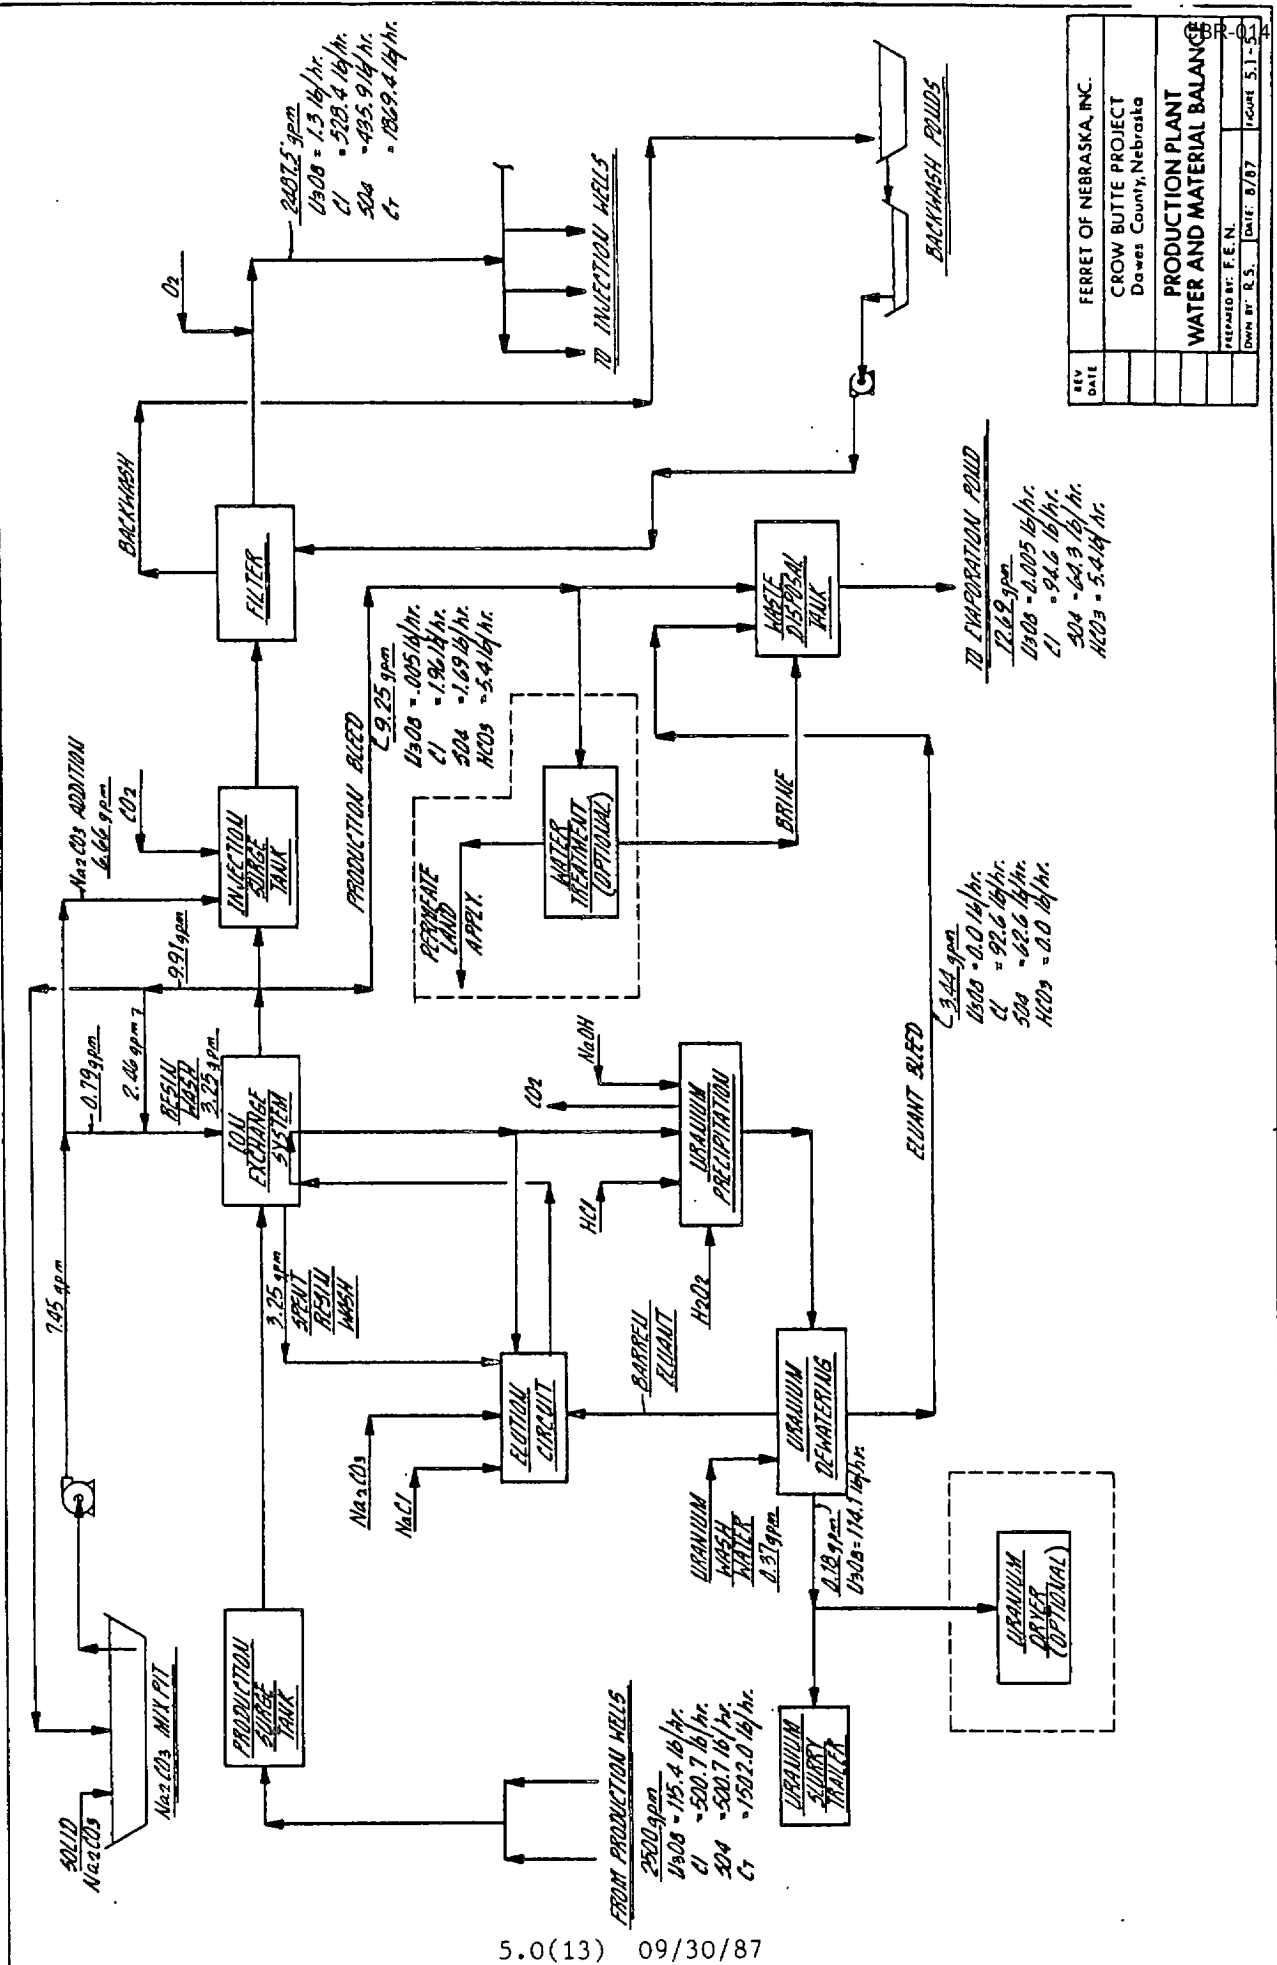 SOLID
Na2CO3
Na2CO3 MIX PIT
7.45 gpm
0.79 gpm
2.46 gpm
9.91 gpm
Na2CO3 ADDITION
6.66 gpm
CO2
RESIN
WASH
3.25 gpm
PRODUCTION
SURGE
TANK
ION
EXCHANGE
SYSTEM
INJECTION
SURGE
TANK
FILTER
BACKWASH
O2
2487.5 gpm
U3O8 = 1.3 lb/hr.
Cl = 528.4 lb/hr.
SO4 = 435.9 lb/hr.
CT = 1869.4 lb/hr.
TO INJECTION WELLS
BACKWASH PONDS
3.25 gpm
SPENT
RESIN
WASH
PRODUCTION BLEED
9.25 gpm
U3O8 = .005 lb/hr.
Cl = 1.96 lb/hr.
SO4 = 1.69 lb/hr.
HCO3 = 5.4 lb/hr.
PERMEATE
LAND
APPLY.
WATER
TREATMENT
(OPTIONAL)
BRINE
WASTE
DISPOSAL
TANK
TO EVAPORATION POND
12.69 gpm
U3O8 = 0.005 lb/hr.
Cl = 94.6 lb/hr.
SO4 = 64.3 lb/hr.
HCO3 = 5.4 lb/hr.
Na2CO3
NaCl
ELUTION
CIRCUIT
HCl
CO2
NaOH
H2O2
URANIUM
PRECIPITATION
BARREN
ELUANT
URANIUM
DEWATERING
URANIUM
WASH
WATER
0.37 gpm
0.18 gpm
U3O8 = 114.1 lb/hr.
ELUANT BLEED
3.44 gpm
U3O8 = 0.0 lb/hr.
Cl = 92.6 lb/hr.
SO4 = 62.6 lb/hr.
HCO3 = 0.0 lb/hr.
FROM PRODUCTION WELLS
2500 gpm
U3O8 = 115.4 lb/hr.
Cl = 500.7 lb/hr.
SO4 = 500.7 lb/hr.
CT = 1502.0 lb/hr.
URANIUM
SLURRY
TRAILER
URANIUM
DRYER
(OPTIONAL)
REV
DATE
FERRET OF NEBRASKA, INC.
CROW BUTTE PROJECT
Dawes County, Nebraska
PRODUCTION PLANT
WATER AND MATERIAL BALANCE
PREPARED BY: F.E.N.
DWN BY: R.S. DATE: 8/87 FIGURE 5.1-5
CBR-014
5.0(13) 09/30/87